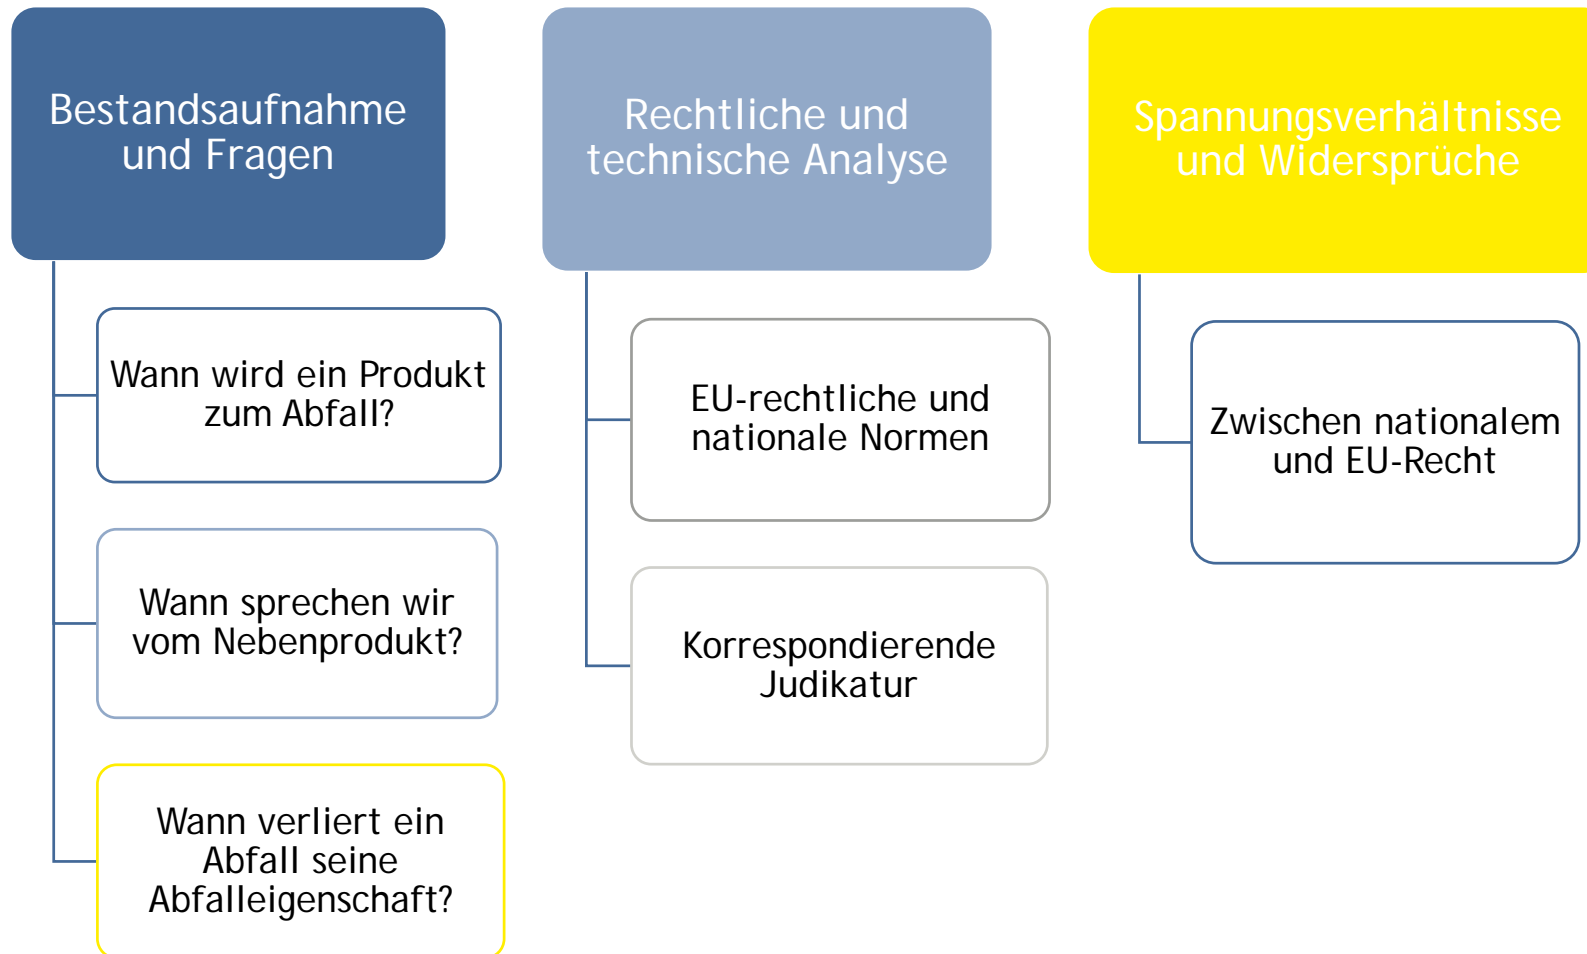 Bestandsaufnahme
und Fragen
Wann wird ein Produkt
zum Abfall?
Wann sprechen wir
vom Nebenprodukt?
Wann verliert ein
Abfall seine
Abfalleigenschaft?
Rechtliche und
technische Analyse
EU-rechtliche und
nationale Normen
Korrespondierende
Judikatur
Spannungsverhältnisse
und Widersprüche
Zwischen nationalem
und EU-Recht